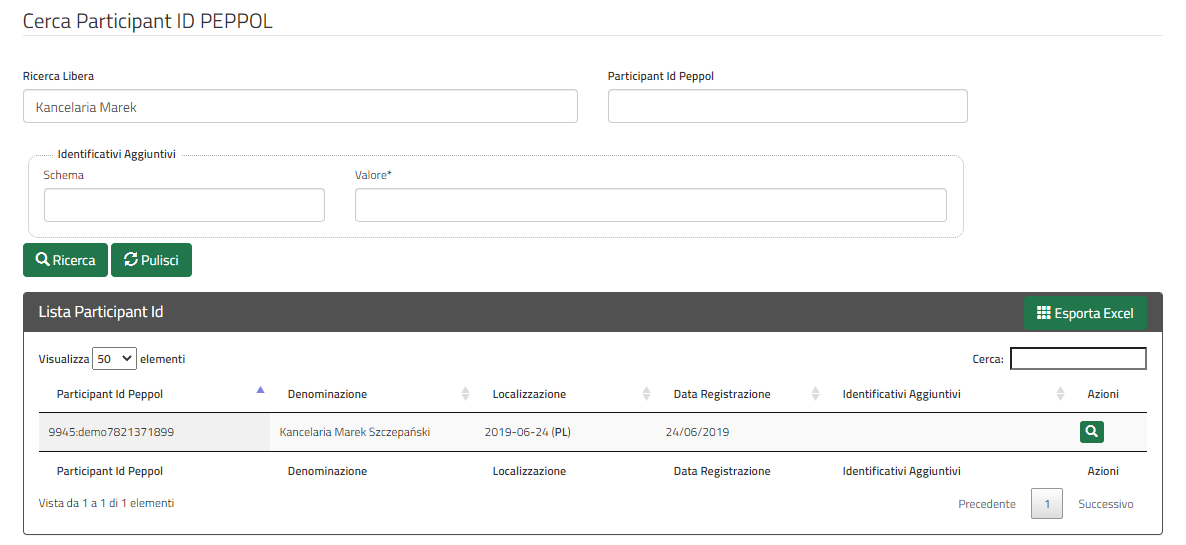 Cerca Participant ID PEPPOL
Ricerca Libera Participant Id Peppol
Kancelaria Marek
Identificativi Aggiuntivi
Schema Valore*
Ricerca Pulisci
Lista Participant Id Esporta Excel
Visualizza 50 elementi Cerca:
Participant Id Peppol Denominazione Localizzazione Data Registrazione Identificativi Aggiuntivi Azioni
9945:demo7821371899 Kancelaria Marek Szczepański 2019-06-24 (PL) 24/06/2019
Participant Id Peppol Denominazione Localizzazione Data Registrazione Identificativi Aggiuntivi Azioni
Vista da 1 a 1 di 1 elementi Precedente 1 Successivo